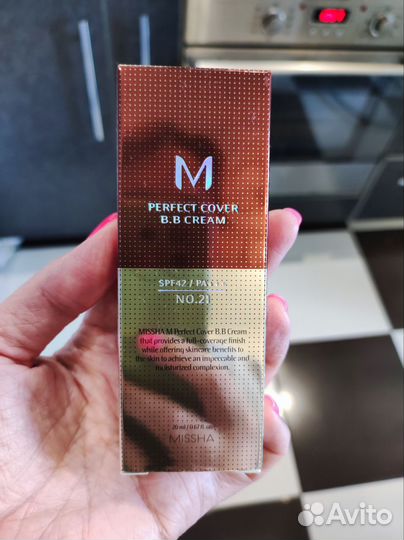 M
PERFECT COVER
B.B CREAM
SPF42 / PA+++
NO.21
MISSHA M Perfect Cover B.B Cream
that provides a full-coverage finish
while offering skincare benefits to
the skin to achieve an impeccable and
moisturized complexion.
20 ml / 0.67 fl. oz.
MISSHA
Avito